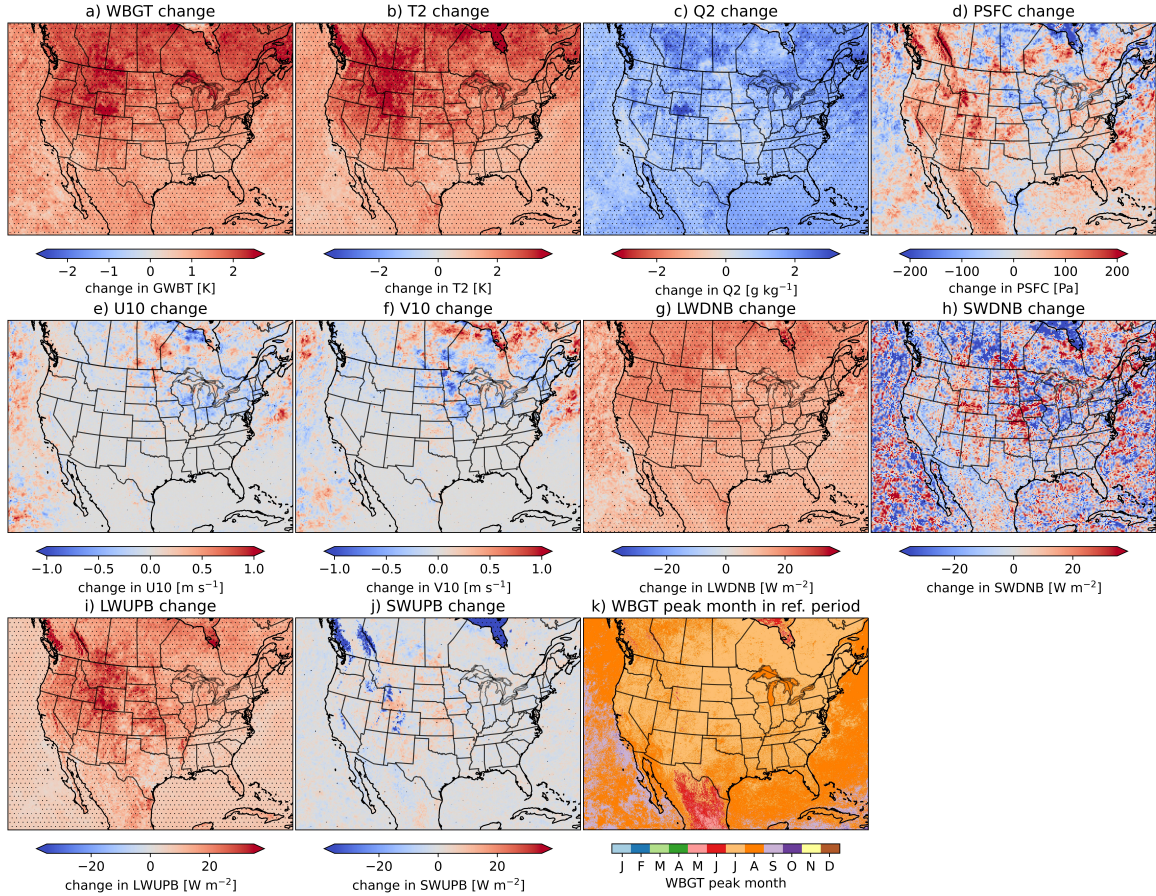 a) WBGT change
b) T2 change
c) Q2 change
d) PSFC change
−2 −1 0 1 2
change in GWBT [K]
−2 0 2
change in T2 [K]
−2 0 2
change in Q2 [g kg⁻¹]
−200 −100 0 100 200
change in PSFC [Pa]
e) U10 change
f) V10 change
g) LWDNB change
h) SWDNB change
−1.0 −0.5 0.0 0.5 1.0
change in U10 [m s⁻¹]
−1.0 −0.5 0.0 0.5 1.0
change in V10 [m s⁻¹]
−20 0 20
change in LWDNB [W m⁻²]
−20 0 20
change in SWDNB [W m⁻²]
i) LWUPB change
j) SWUPB change
k) WBGT peak month in ref. period
−20 0 20
change in LWUPB [W m⁻²]
−20 0 20
change in SWUPB [W m⁻²]
J F M A M J J A S O N D
WBGT peak month